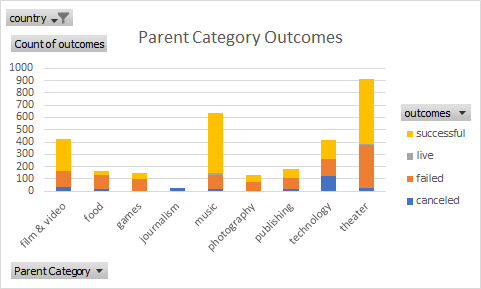 country
Count of outcomes
Parent Category Outcomes
1000
900
800
700
600
500
400
300
200
100
0
film & video
food
games
journalism
music
photography
publishing
technology
theater
outcomes
successful
live
failed
canceled
Parent Category